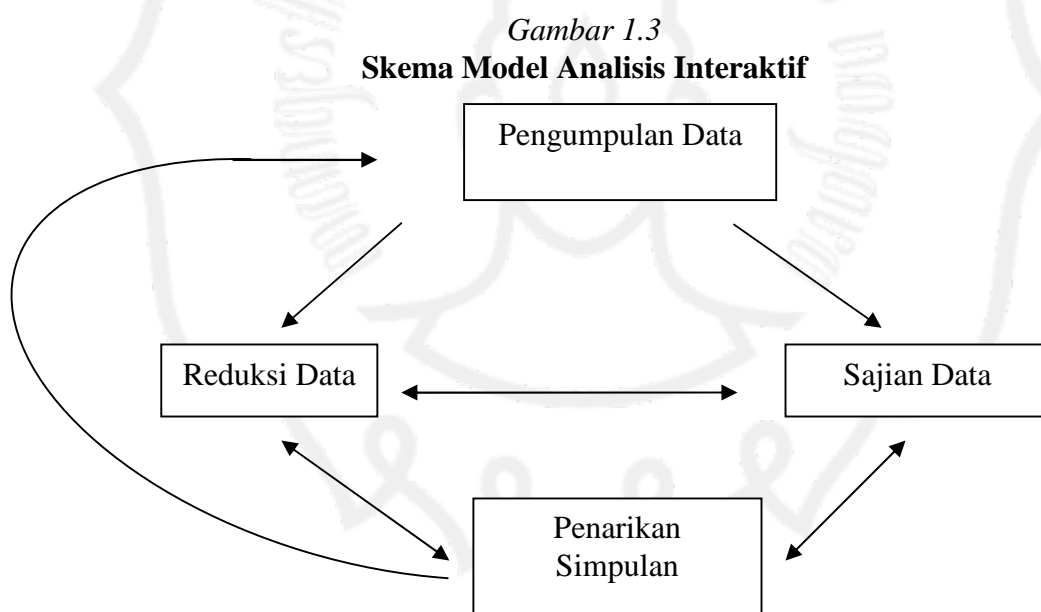 Gambar 1.3
Skema Model Analisis Interaktif
Pengumpulan Data
Reduksi Data
Sajian Data
Penarikan
Simpulan